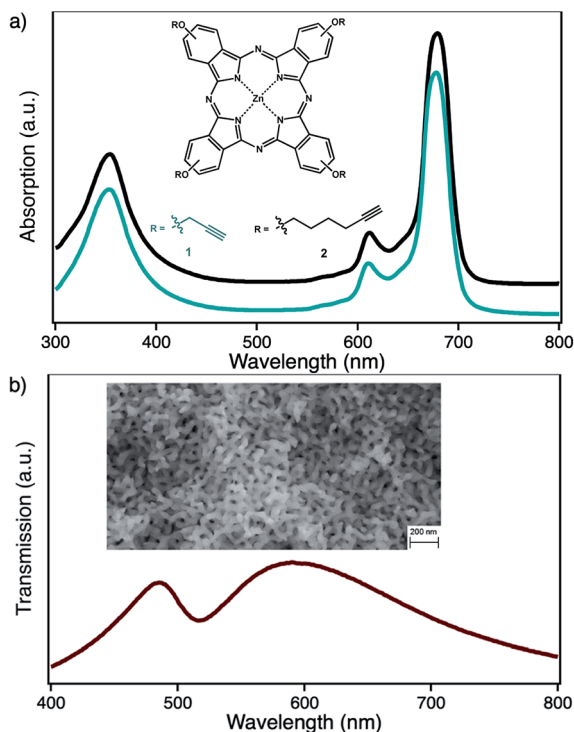 a)
Absorption (a.u.)
RO
OR
N
N
N
N
N
Zn
N
N
N
RO
OR
R =
1
R =
2
300
400
500
600
700
800
Wavelength (nm)
b)
Transmission (a.u.)
200 nm
400
500
600
700
800
Wavelength (nm)